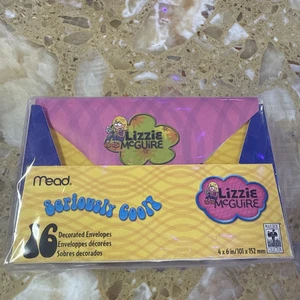 Lizzie
McGuire
Mead
Seriously Cool!
Lizzie
McGuire
16
Decorated Envelopes
Enveloppes décorées
Sobres decorados
4 x 6 in/101 x 152 mm